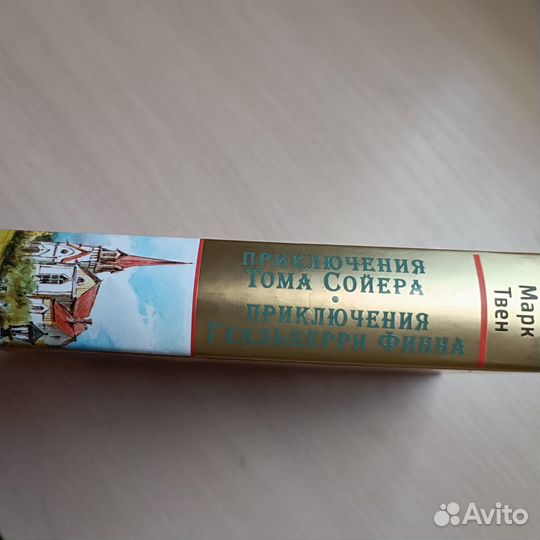 Марк
Твен
ПРИКЛЮЧЕНИЯ
ТОМА СОЙЕРА
•
ПРИКЛЮЧЕНИЯ
ГЕКЛЬБЕРРИ ФИННА
Avito